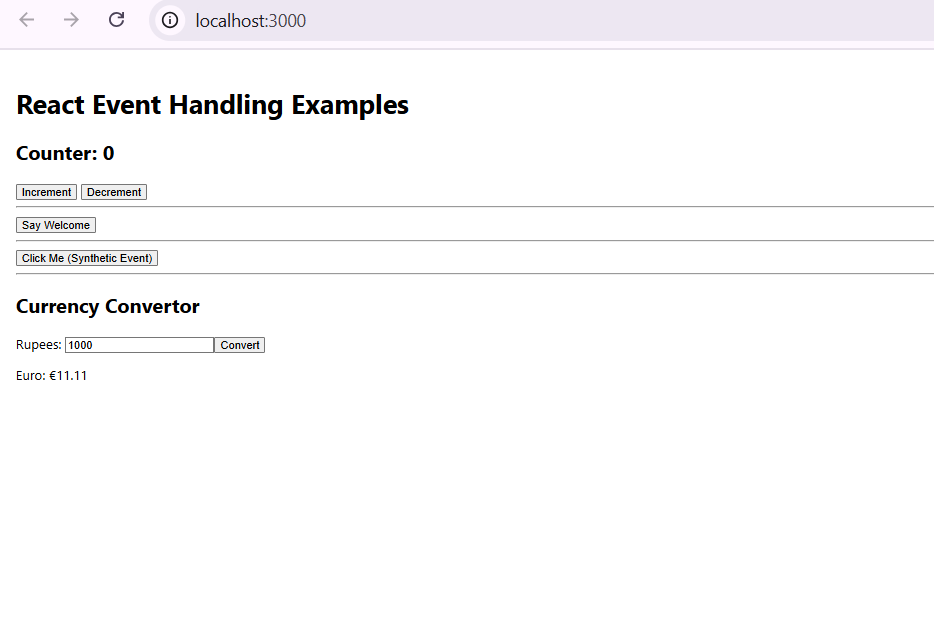 localhost:3000
React Event Handling Examples
Counter: 0
Increment Decrement
Say Welcome
Click Me (Synthetic Event)
Currency Convertor
Rupees: 1000 Convert
Euro: €11.11